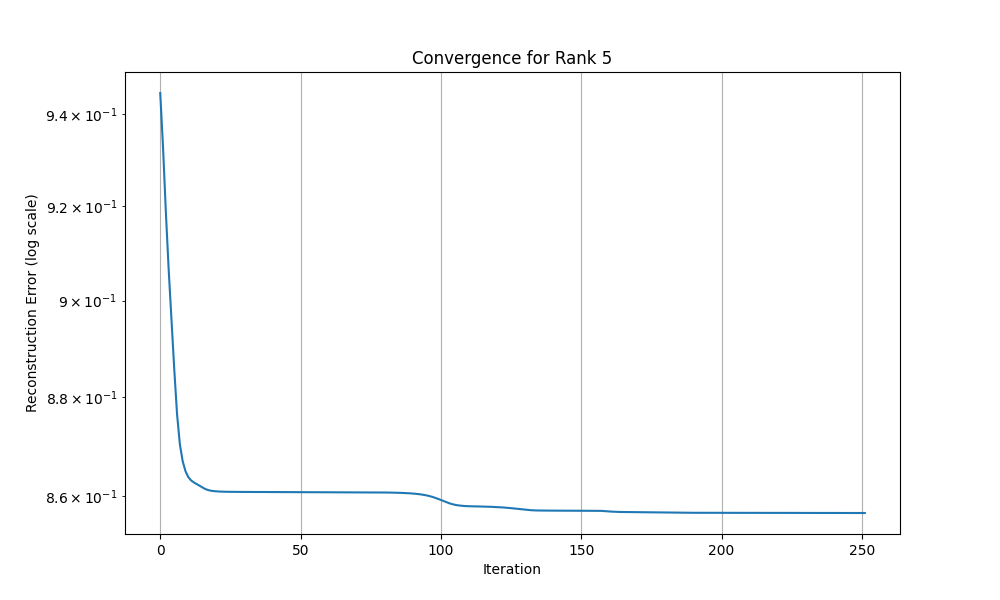 Convergence for Rank 5
Reconstruction Error (log scale)
9.4 × 10⁻¹
9.2 × 10⁻¹
9 × 10⁻¹
8.8 × 10⁻¹
8.6 × 10⁻¹
0 50 100 150 200 250
Iteration